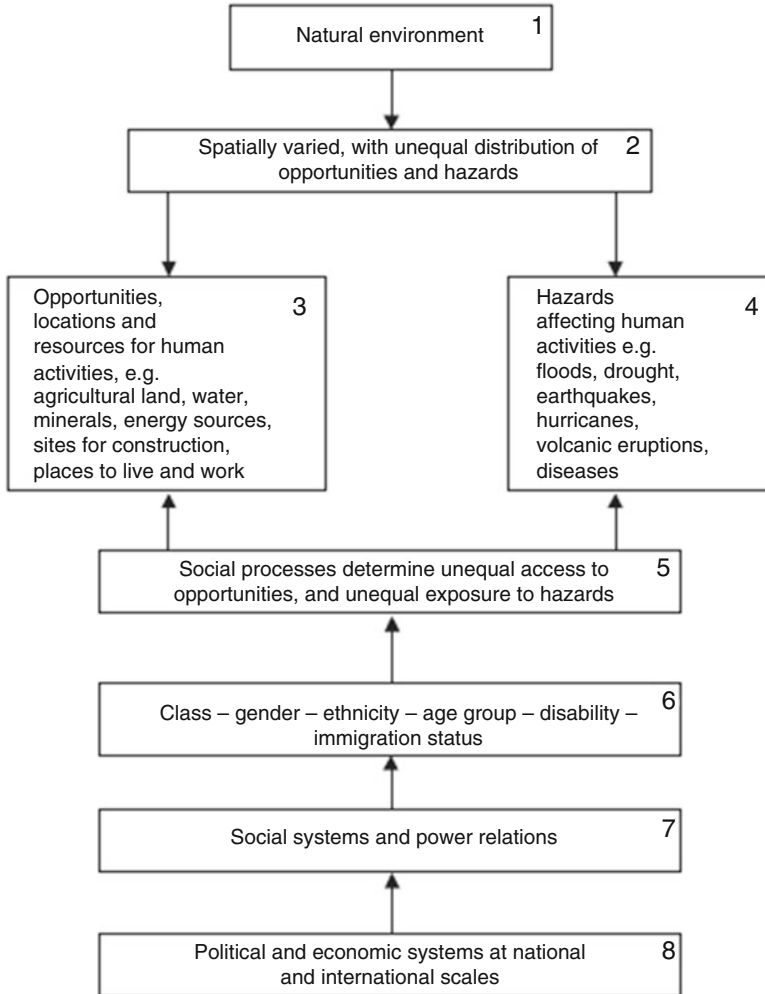 Natural environment 1
Spatially varied, with unequal distribution of 2
opportunities and hazards
Opportunities, 3
locations and
resources for human
activities, e.g.
agricultural land, water,
minerals, energy sources,
sites for construction,
places to live and work
Hazards 4
affecting human
activities e.g.
floods, drought,
earthquakes,
hurricanes,
volcanic eruptions,
diseases
Social processes determine unequal access to 5
opportunities, and unequal exposure to hazards
Class – gender – ethnicity – age group – disability – 6
immigration status
Social systems and power relations 7
Political and economic systems at national 8
and international scales